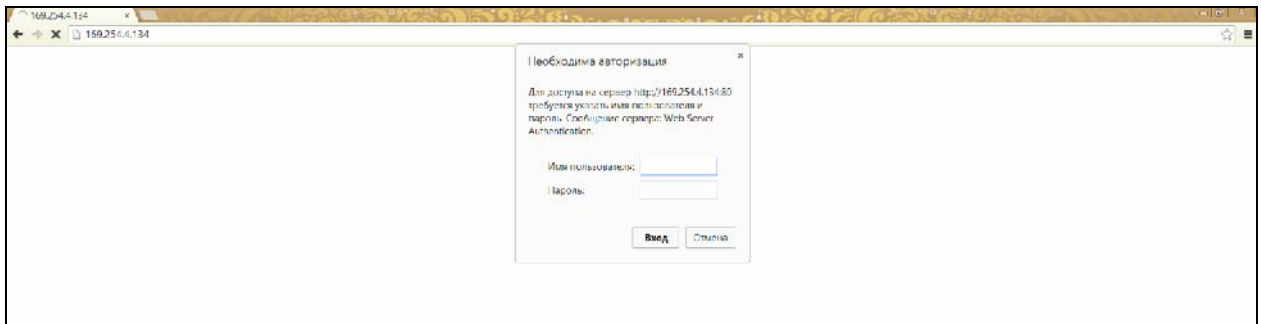 169.254.4.134
169.254.4.134
Необходима авторизация
Для доступа на сервер http://169.254.4.134:80
требуется указать имя пользователя и
пароль. Сообщение сервера: Web Server
Authentication.
Имя пользователя:
Пароль:
Вход Отмена